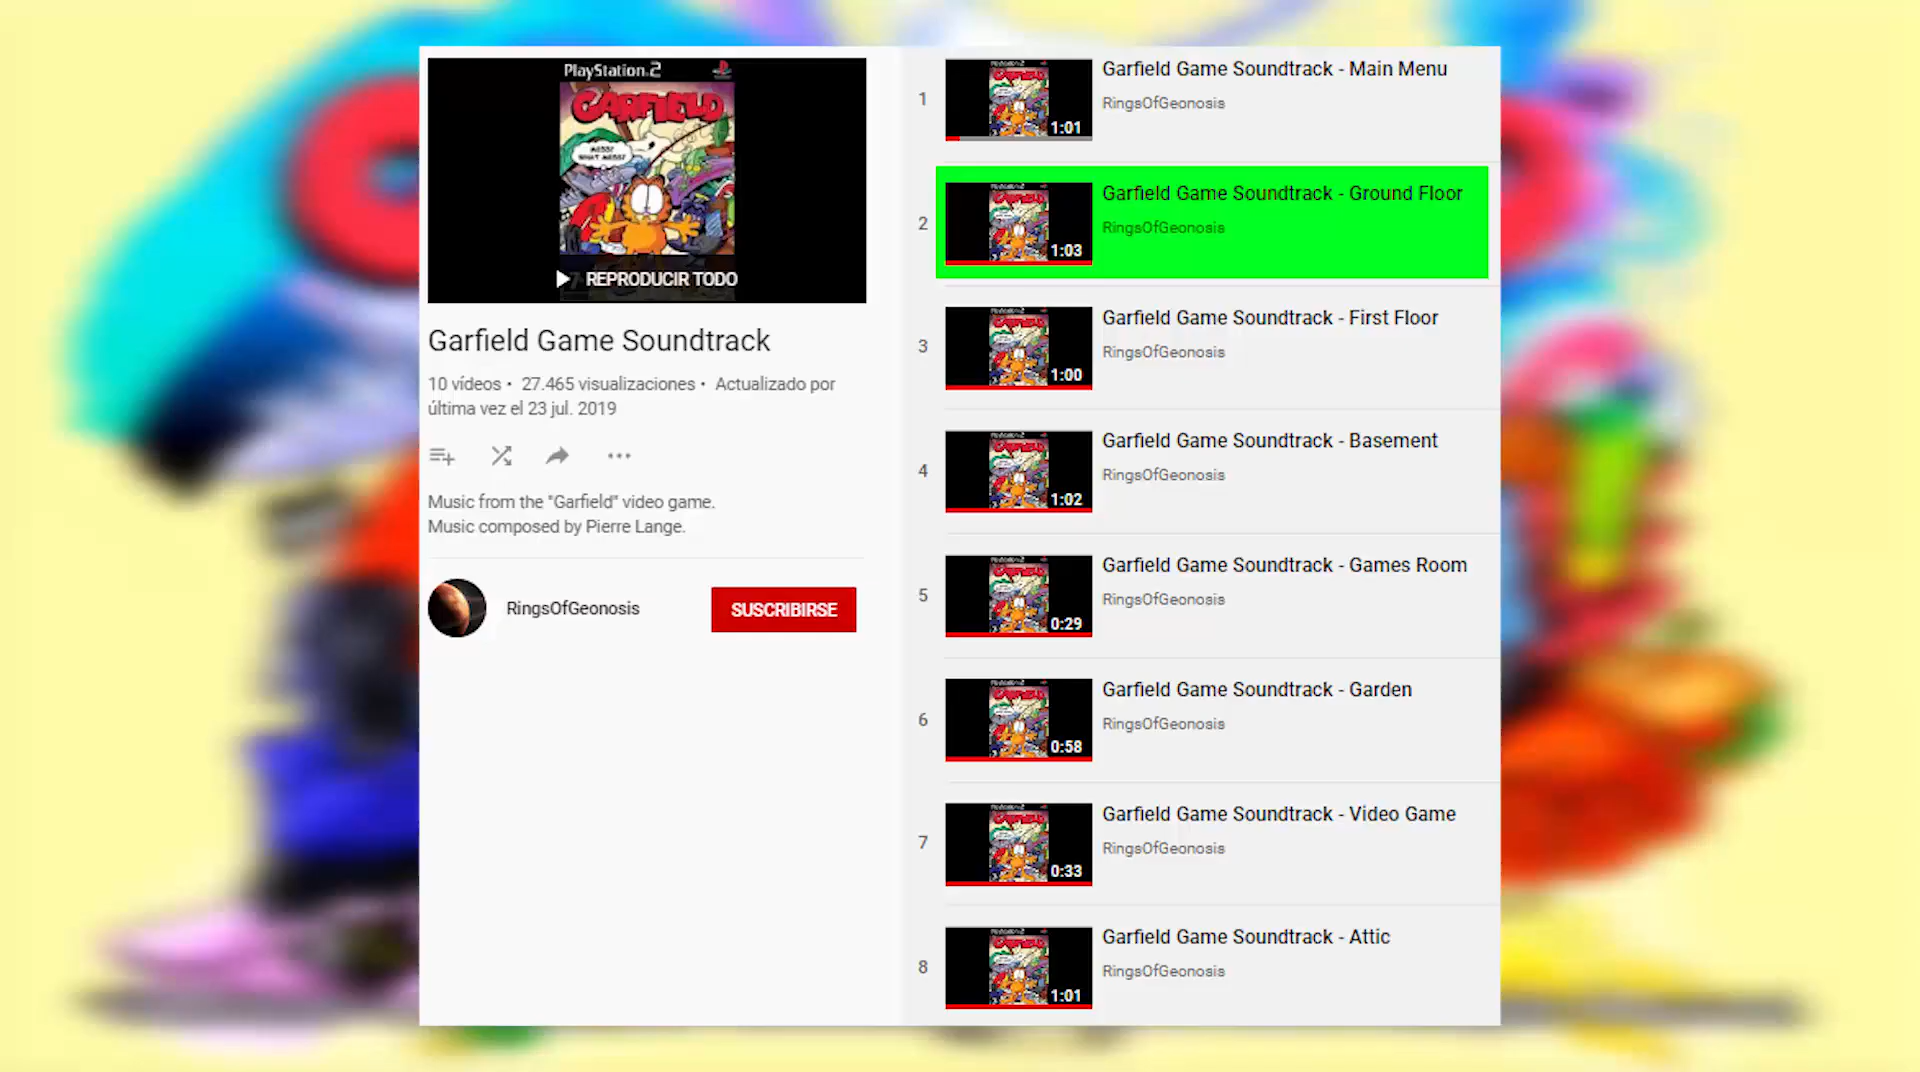 PlayStation 2
GARFIELD
MESS?
WHAT MESS?
REPRODUCIR TODO
Garfield Game Soundtrack
10 vídeos • 27.465 visualizaciones • Actualizado por
última vez el 23 jul. 2019
Music from the "Garfield" video game.
Music composed by Pierre Lange.
RingsOfGeonosis
SUSCRIBIRSE
1
1:01
Garfield Game Soundtrack - Main Menu
RingsOfGeonosis
2
1:03
Garfield Game Soundtrack - Ground Floor
RingsOfGeonosis
3
1:00
Garfield Game Soundtrack - First Floor
RingsOfGeonosis
4
1:02
Garfield Game Soundtrack - Basement
RingsOfGeonosis
5
0:29
Garfield Game Soundtrack - Games Room
RingsOfGeonosis
6
0:58
Garfield Game Soundtrack - Garden
RingsOfGeonosis
7
0:33
Garfield Game Soundtrack - Video Game
RingsOfGeonosis
8
1:01
Garfield Game Soundtrack - Attic
RingsOfGeonosis